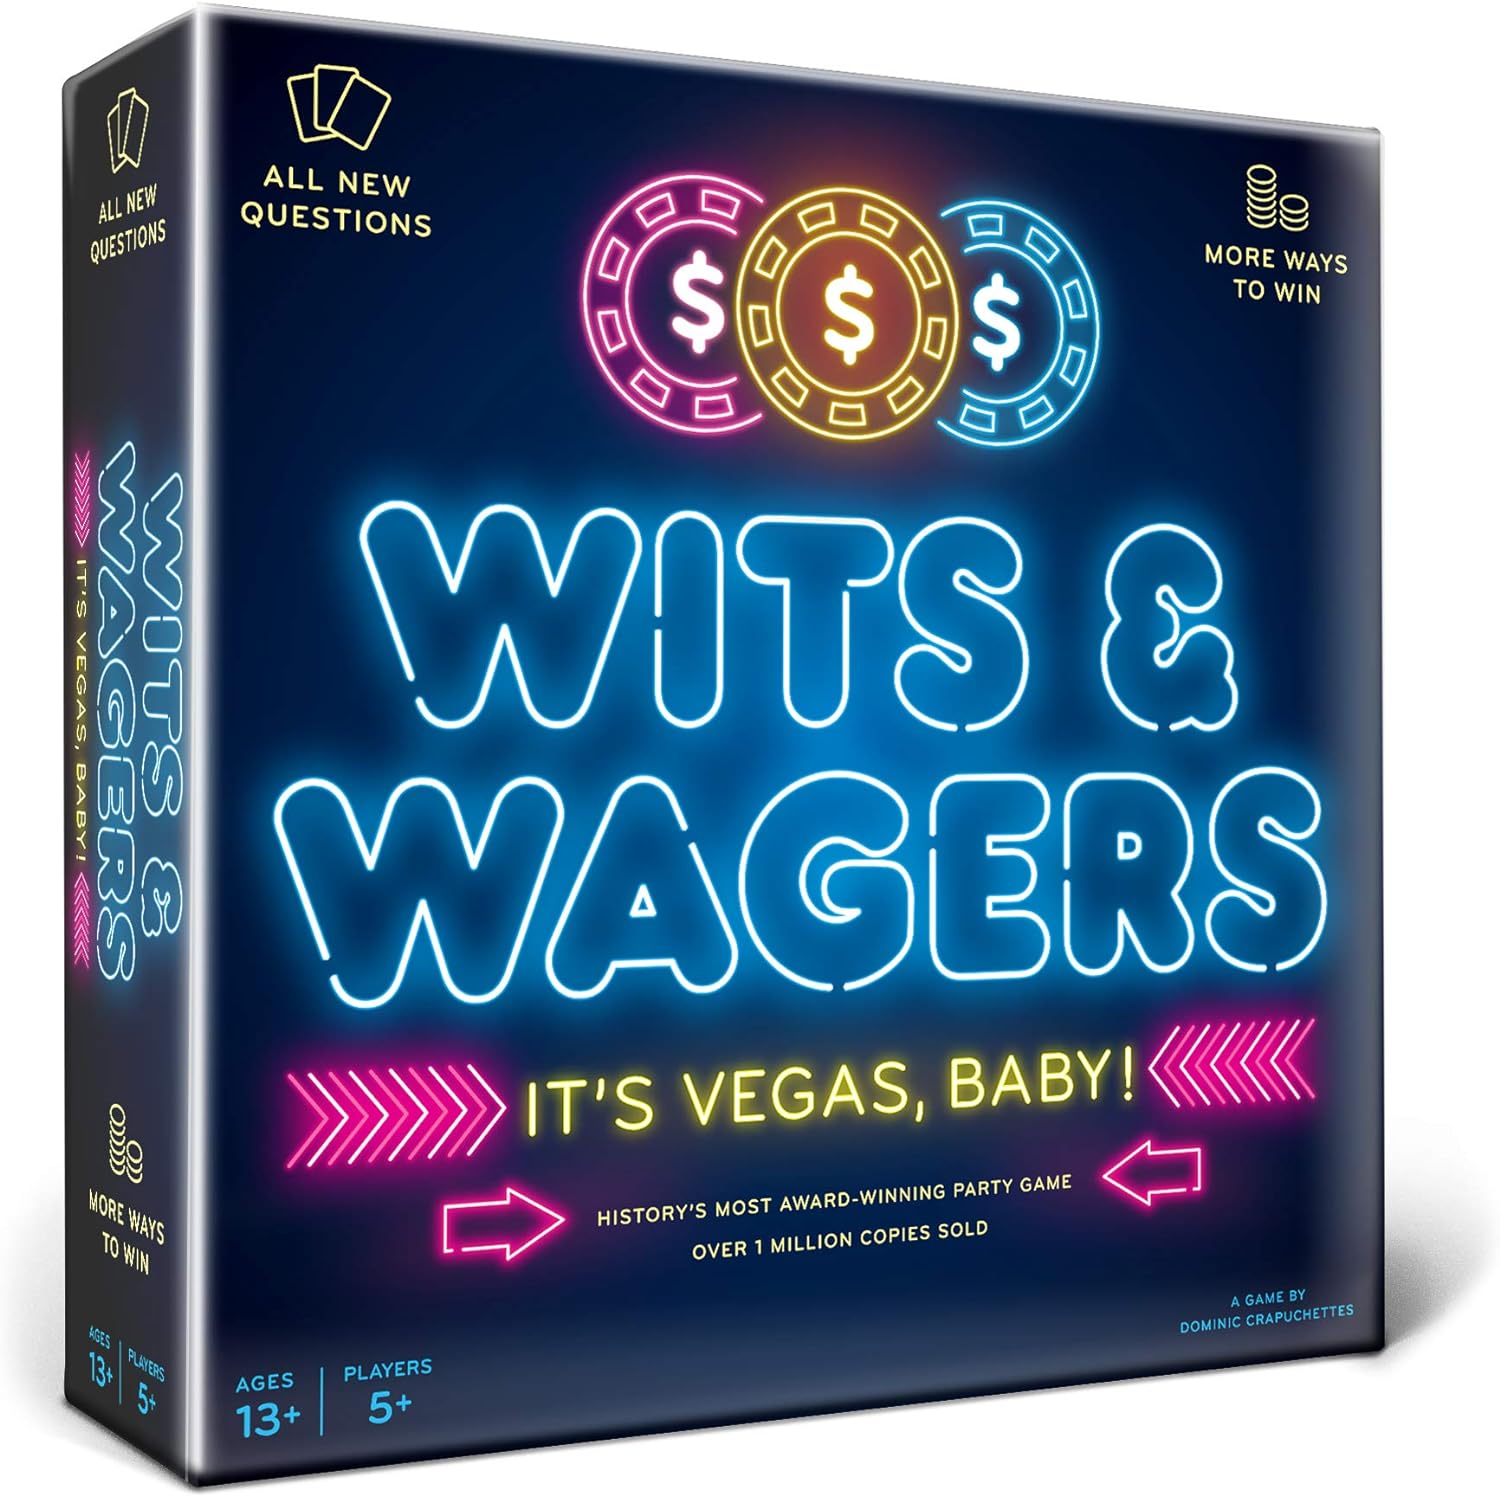 ALL NEW
QUESTIONS
MORE WAYS
TO WIN
$ $ $
WITS &
WAGERS
IT'S VEGAS, BABY!
HISTORY'S MOST AWARD-WINNING PARTY GAME
OVER 1 MILLION COPIES SOLD
A GAME BY
DOMINIC CRAPUCHETTES
AGES
13+
PLAYERS
5+
ALL NEW
QUESTIONS
WITS &
WAGERS
IT'S VEGAS, BABY!
MORE WAYS
TO WIN
AGES
13+
PLAYERS
5+